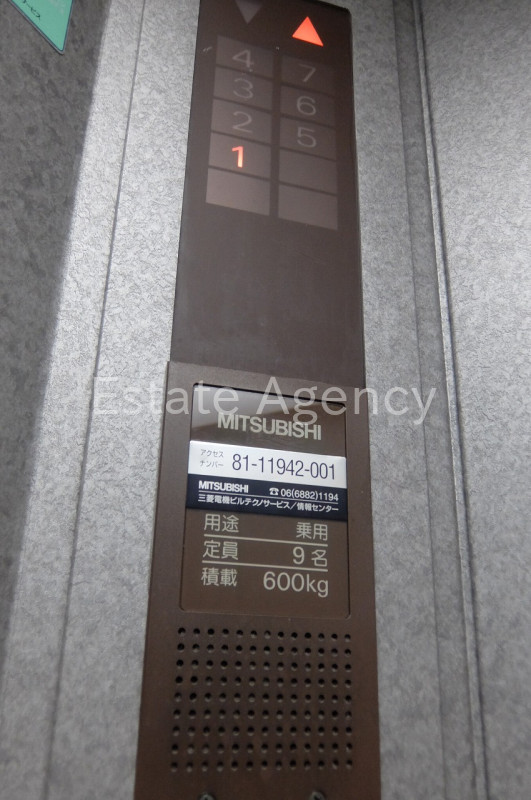 4 7
3 6
2 5
1
Estate Agency
MITSUBISHI
アクセス
ナンバー 81-11942-001
MITSUBISHI ☎06(6882)1194
三菱電機ビルテクノサービス/情報センター
用途 乗用
定員 9名
積載 600kg